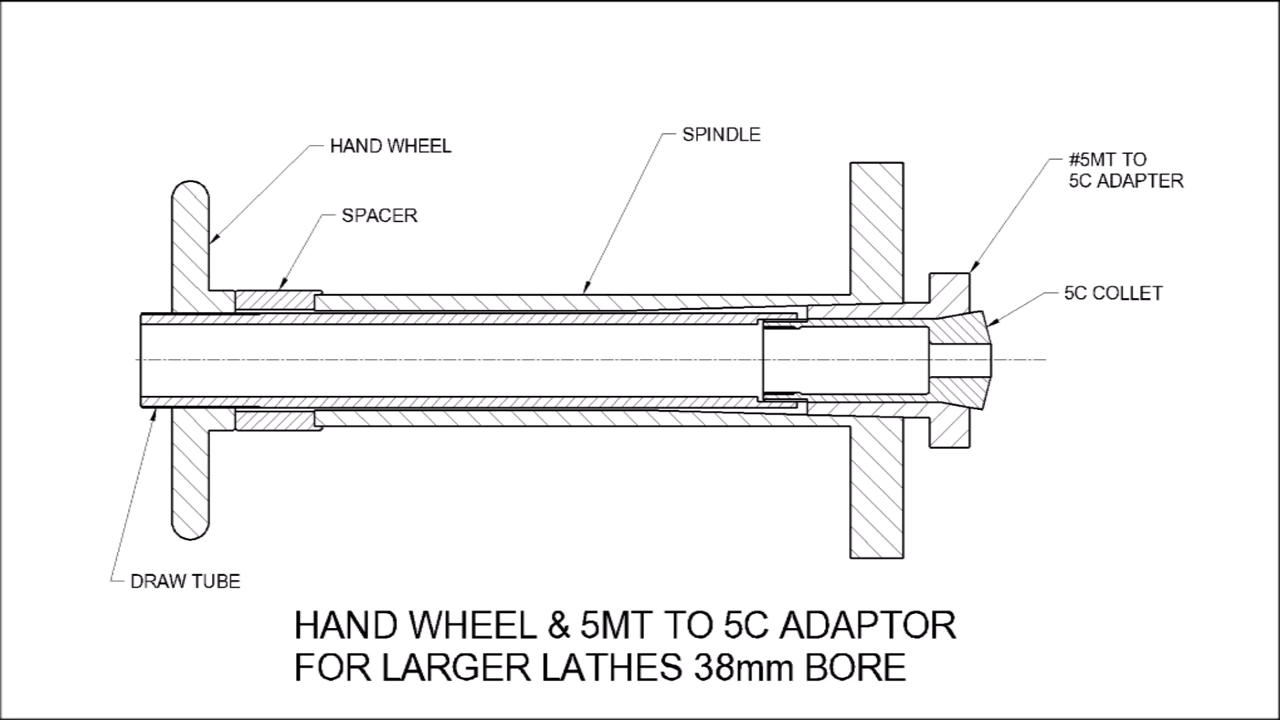 SPINDLE
HAND WHEEL
#5MT TO
5C ADAPTER
SPACER
5C COLLET
DRAW TUBE
HAND WHEEL & 5MT TO 5C ADAPTOR
FOR LARGER LATHES 38mm BORE